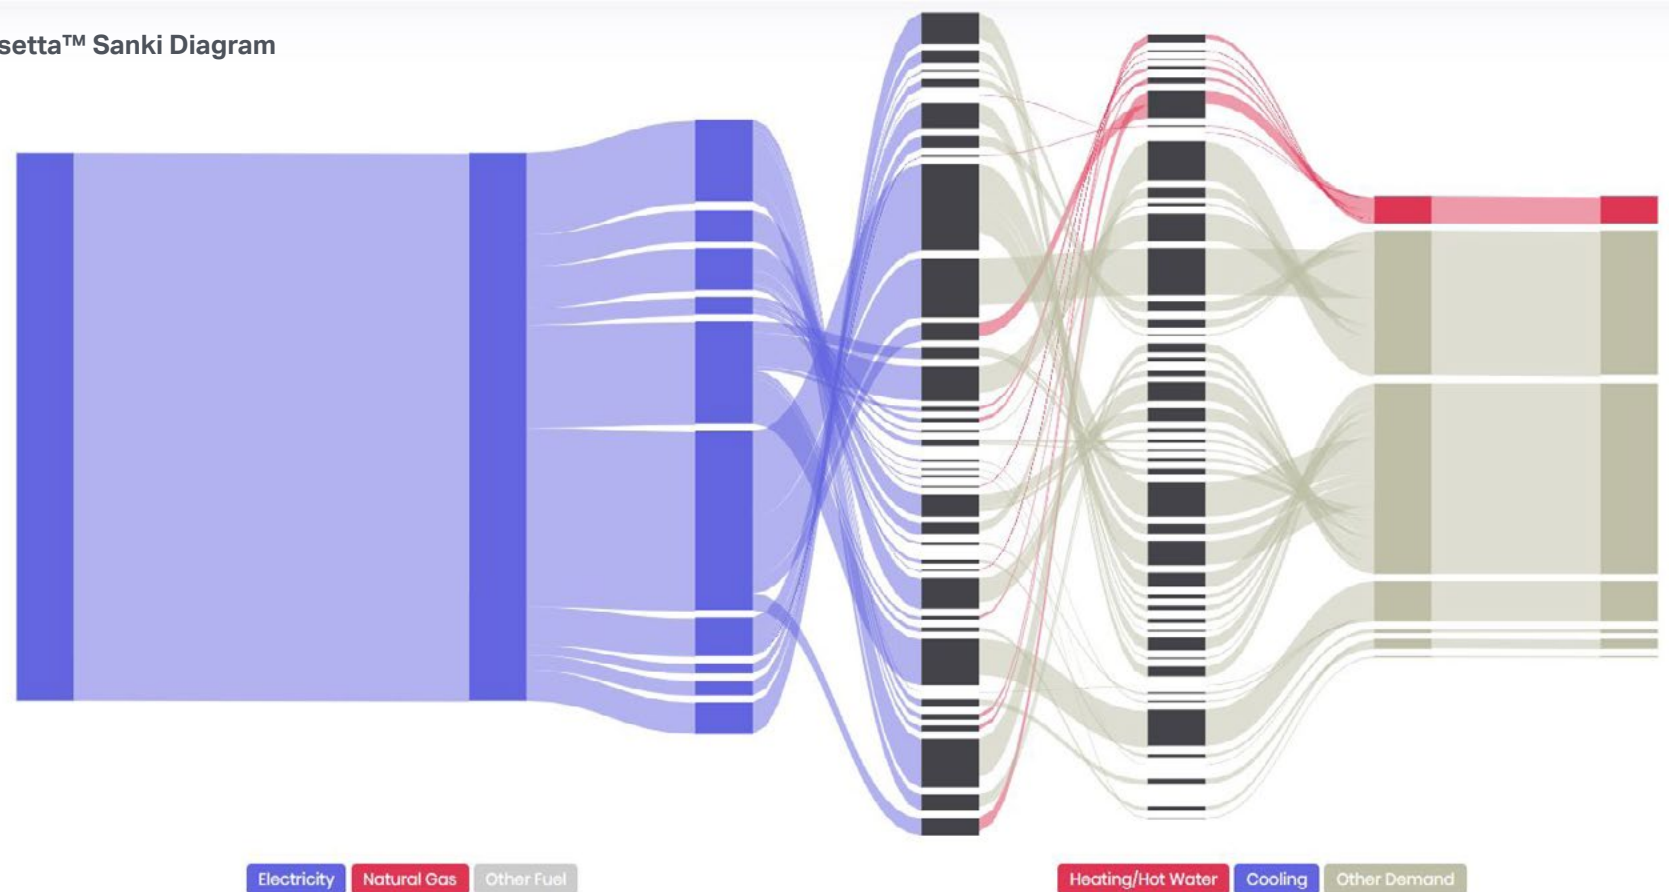 setta™ Sanki Diagram
Electricity Natural Gas Other Fuel
Heating/Hot Water Cooling Other Demand